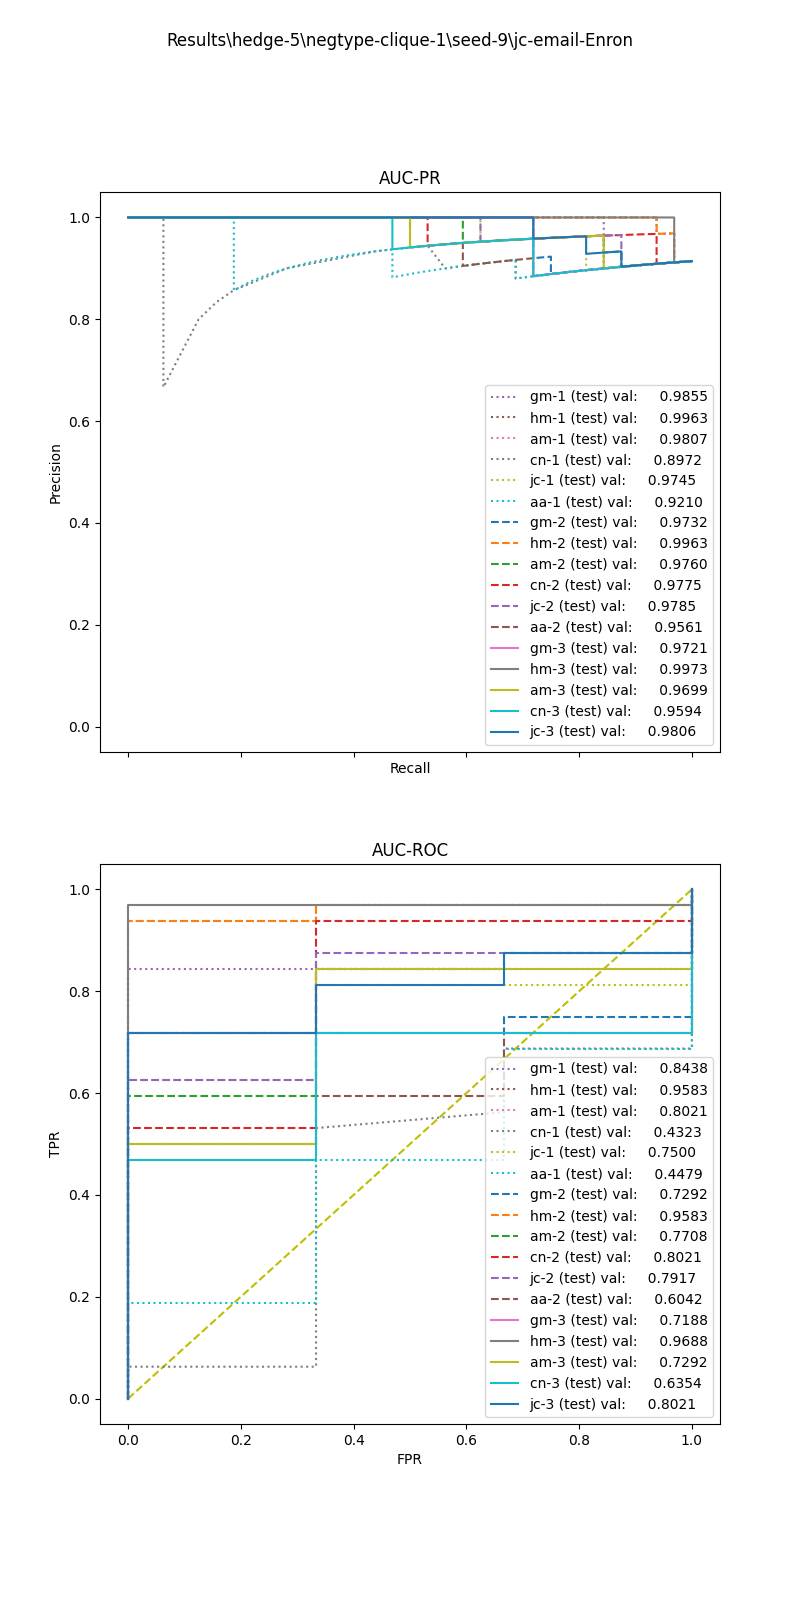 Results\hedge-5\negtype-clique-1\seed-9\jc-email-Enron
AUC-PR
1.0
0.8
0.6
0.4
0.2
0.0
Precision
gm-1 (test) val: 0.9855
hm-1 (test) val: 0.9963
am-1 (test) val: 0.9807
cn-1 (test) val: 0.8972
jc-1 (test) val: 0.9745
aa-1 (test) val: 0.9210
gm-2 (test) val: 0.9732
hm-2 (test) val: 0.9963
am-2 (test) val: 0.9760
cn-2 (test) val: 0.9775
jc-2 (test) val: 0.9785
aa-2 (test) val: 0.9561
gm-3 (test) val: 0.9721
hm-3 (test) val: 0.9973
am-3 (test) val: 0.9699
cn-3 (test) val: 0.9594
jc-3 (test) val: 0.9806
Recall
AUC-ROC
1.0
0.8
0.6
0.4
0.2
0.0
TPR
gm-1 (test) val: 0.8438
hm-1 (test) val: 0.9583
am-1 (test) val: 0.8021
cn-1 (test) val: 0.4323
jc-1 (test) val: 0.7500
aa-1 (test) val: 0.4479
gm-2 (test) val: 0.7292
hm-2 (test) val: 0.9583
am-2 (test) val: 0.7708
cn-2 (test) val: 0.8021
jc-2 (test) val: 0.7917
aa-2 (test) val: 0.6042
gm-3 (test) val: 0.7188
hm-3 (test) val: 0.9688
am-3 (test) val: 0.7292
cn-3 (test) val: 0.6354
jc-3 (test) val: 0.8021
0.0 0.2 0.4 0.6 0.8 1.0
FPR